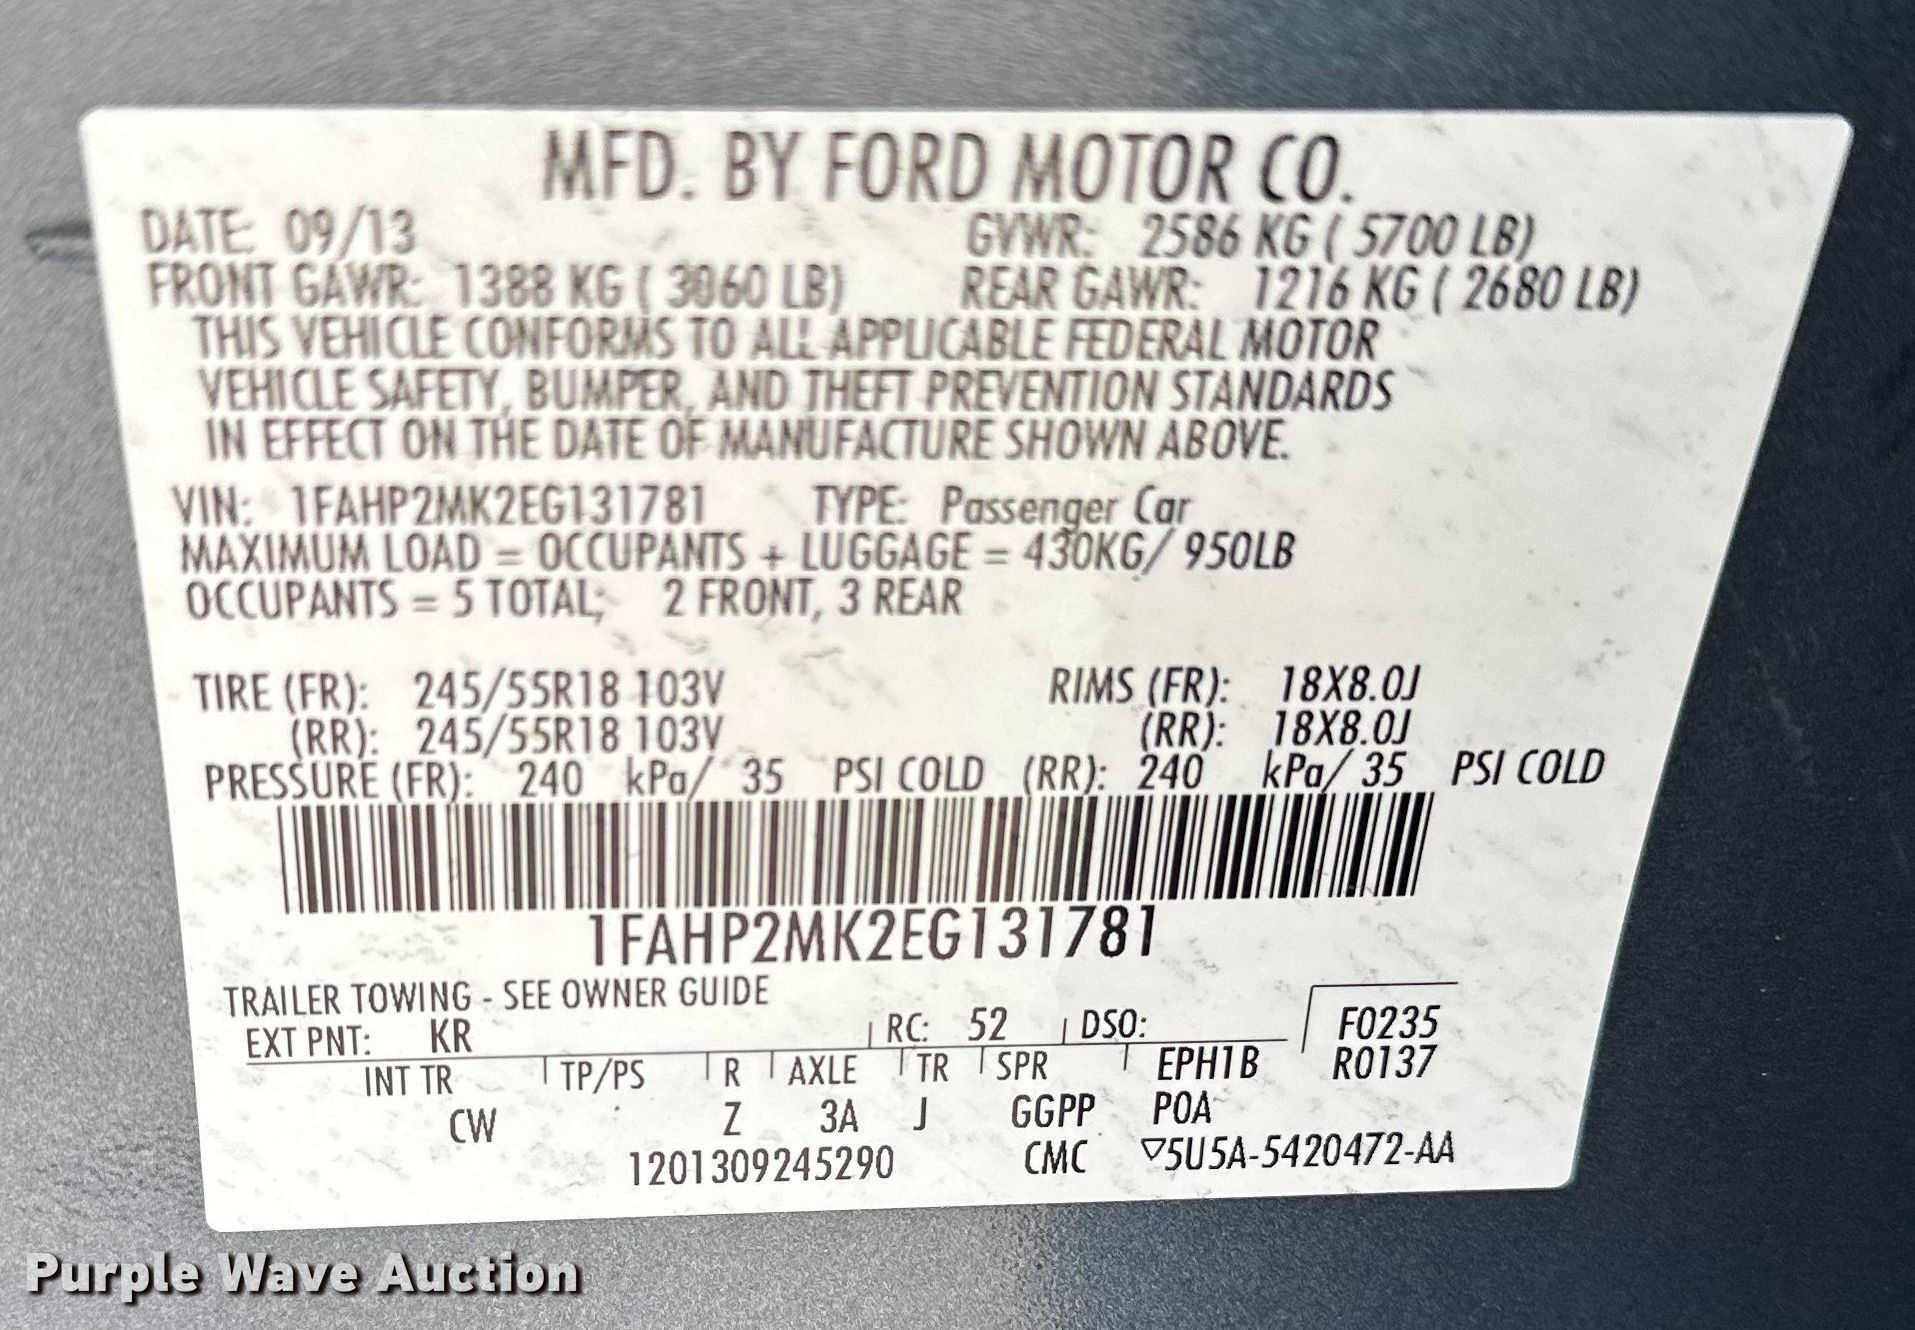 MFD. BY FORD MOTOR CO.
DATE: 09/13 GVWR: 2586 KG ( 5700 LB)
FRONT GAWR: 1388 KG ( 3060 LB) REAR GAWR: 1216 KG ( 2680 LB)
THIS VEHICLE CONFORMS TO ALL APPLICABLE FEDERAL MOTOR
VEHICLE SAFETY, BUMPER, AND THEFT PREVENTION STANDARDS
IN EFFECT ON THE DATE OF MANUFACTURE SHOWN ABOVE.
VIN: 1FAHP2MK2EG131781 TYPE: Passenger Car
MAXIMUM LOAD = OCCUPANTS + LUGGAGE = 430KG/ 950LB
OCCUPANTS = 5 TOTAL; 2 FRONT, 3 REAR
TIRE (FR): 245/55R18 103V RIMS (FR): 18X8.0J
(RR): 245/55R18 103V (RR): 18X8.0J
PRESSURE (FR): 240 kPa/ 35 PSI COLD (RR): 240 kPa/ 35 PSI COLD
1FAHP2MK2EG131781
TRAILER TOWING - SEE OWNER GUIDE
EXT PNT: KR RC: 52 DSO: F0235
INT TR TP/PS R AXLE TR SPR EPH1B R0137
CW Z 3A J GGPP P0A
1201309245290 CMC ▽5U5A-5420472-AA
Purple Wave Auction